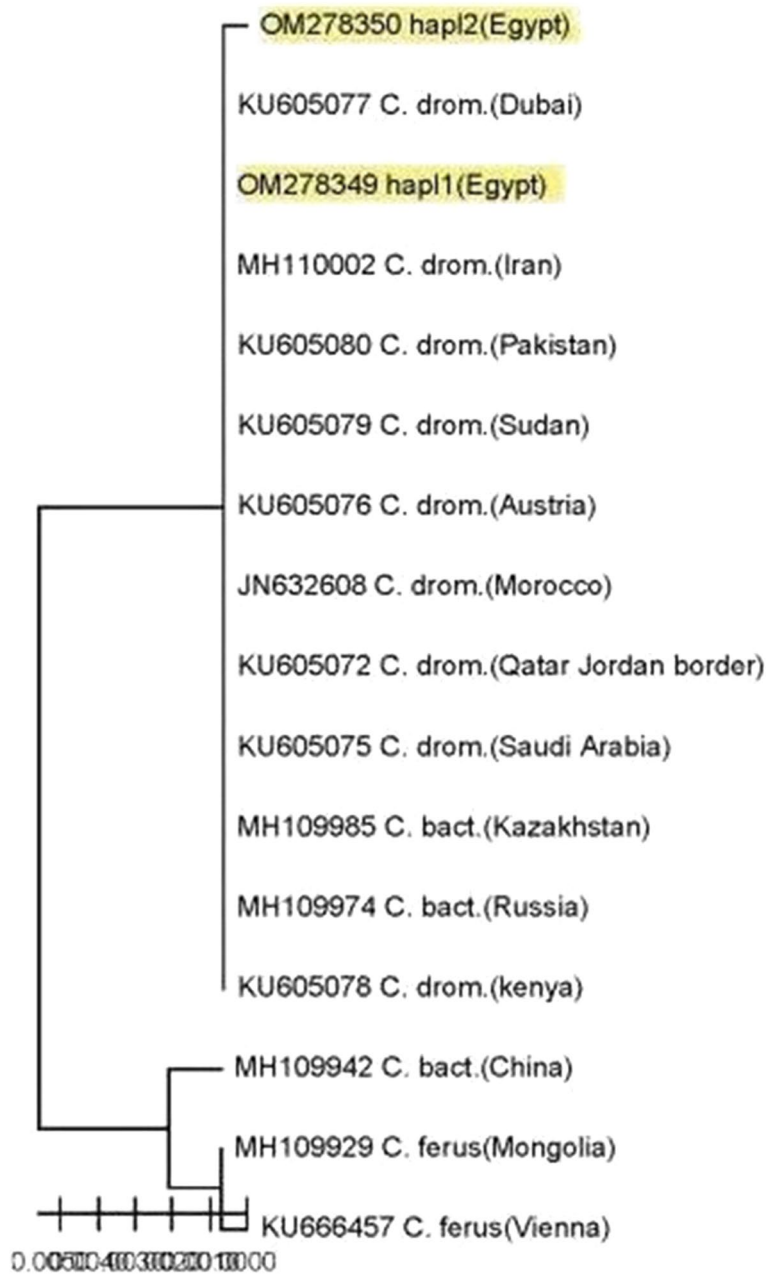 OM278350 hapl2(Egypt)
KU605077 C. drom.(Dubai)
OM278349 hapl1(Egypt)
MH110002 C. drom.(Iran)
KU605080 C. drom.(Pakistan)
KU605079 C. drom.(Sudan)
KU605076 C. drom.(Austria)
JN632608 C. drom.(Morocco)
KU605072 C. drom.(Qatar Jordan border)
KU605075 C. drom.(Saudi Arabia)
MH109985 C. bact.(Kazakhstan)
MH109974 C. bact.(Russia)
KU605078 C. drom.(kenya)
MH109942 C. bact.(China)
MH109929 C. ferus(Mongolia)
KU666457 C. ferus(Vienna)